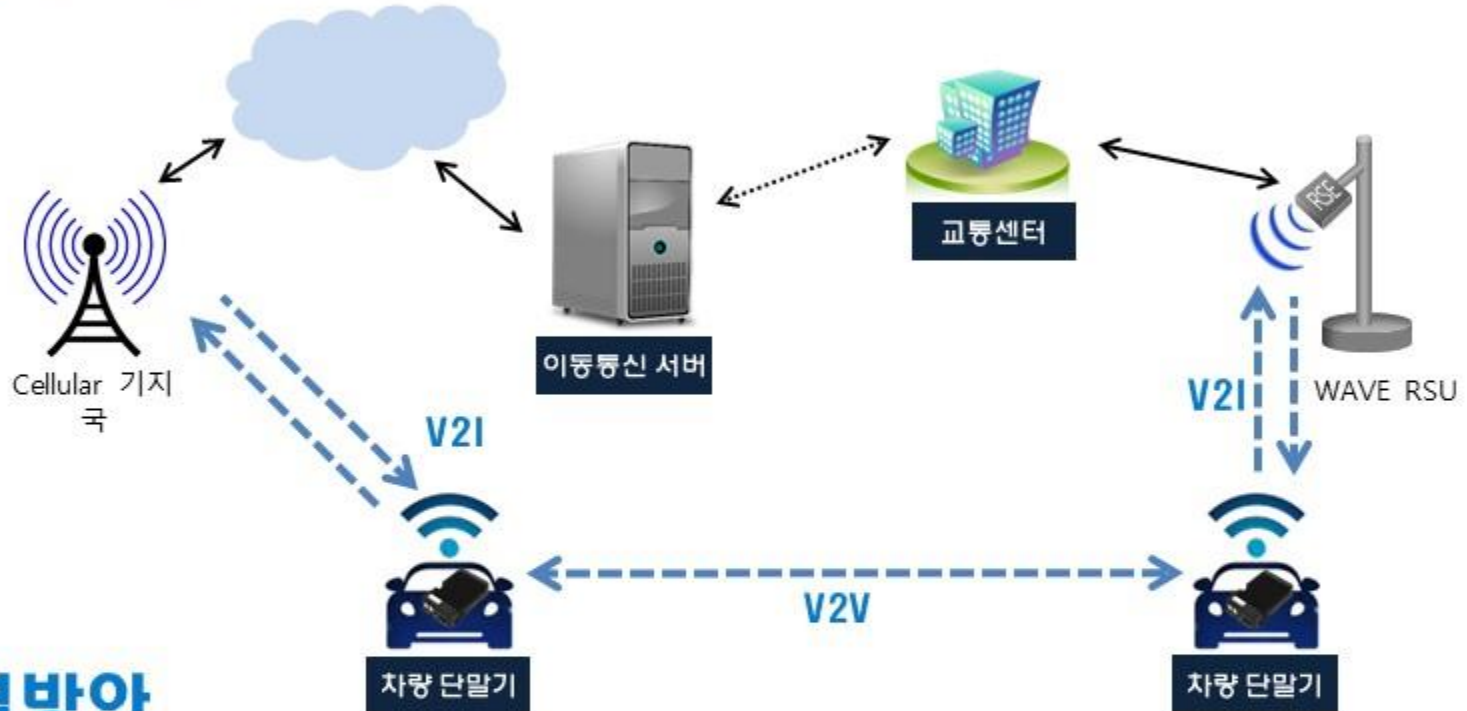 RSE
교통센터
이동통신 서버
Cellular 기지
국
V2I
V2I
WAVE RSU
V2V
차량 단말기
차량 단말기